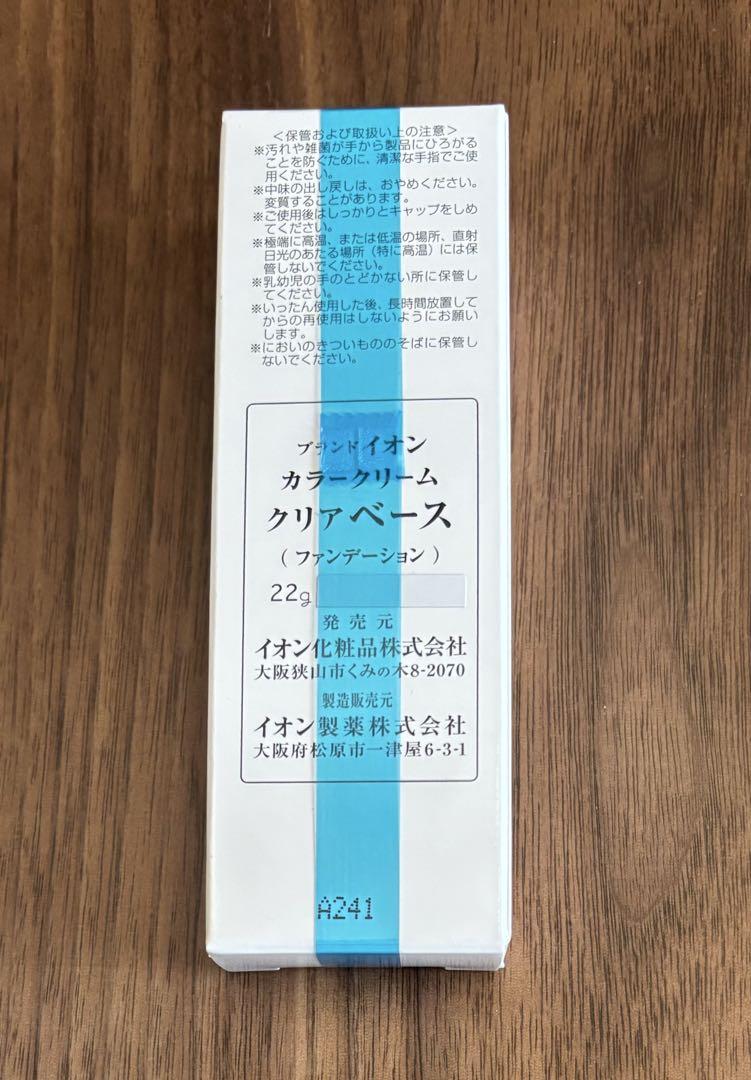 ＜保管および取扱い上の注意＞
※汚れや雑菌が手から製品にひろがる
ことを防ぐために、清潔な手指でご使
用ください。
※中味の出し戻しは、おやめください。
変質することがあります。
※ご使用後はしっかりとキャップをしめ
てください。
※極端に高温、または低温の場所、直射
日光のあたる場所（特に高温）には保
管しないでください。
※乳幼児の手のとどかない所に保管し
てください。
※いったん使用した後、長時間放置して
からの再使用はしないようにお願い
します。
※においのきついもののそばに保管し
ないでください。
ブランドイオン
カラークリーム
クリアベース
（ファンデーション）
22g
発売元
イオン化粧品株式会社
大阪狭山市くみの木8-2070
製造販売元
イオン製薬株式会社
大阪府松原市一津屋6-3-1
A241